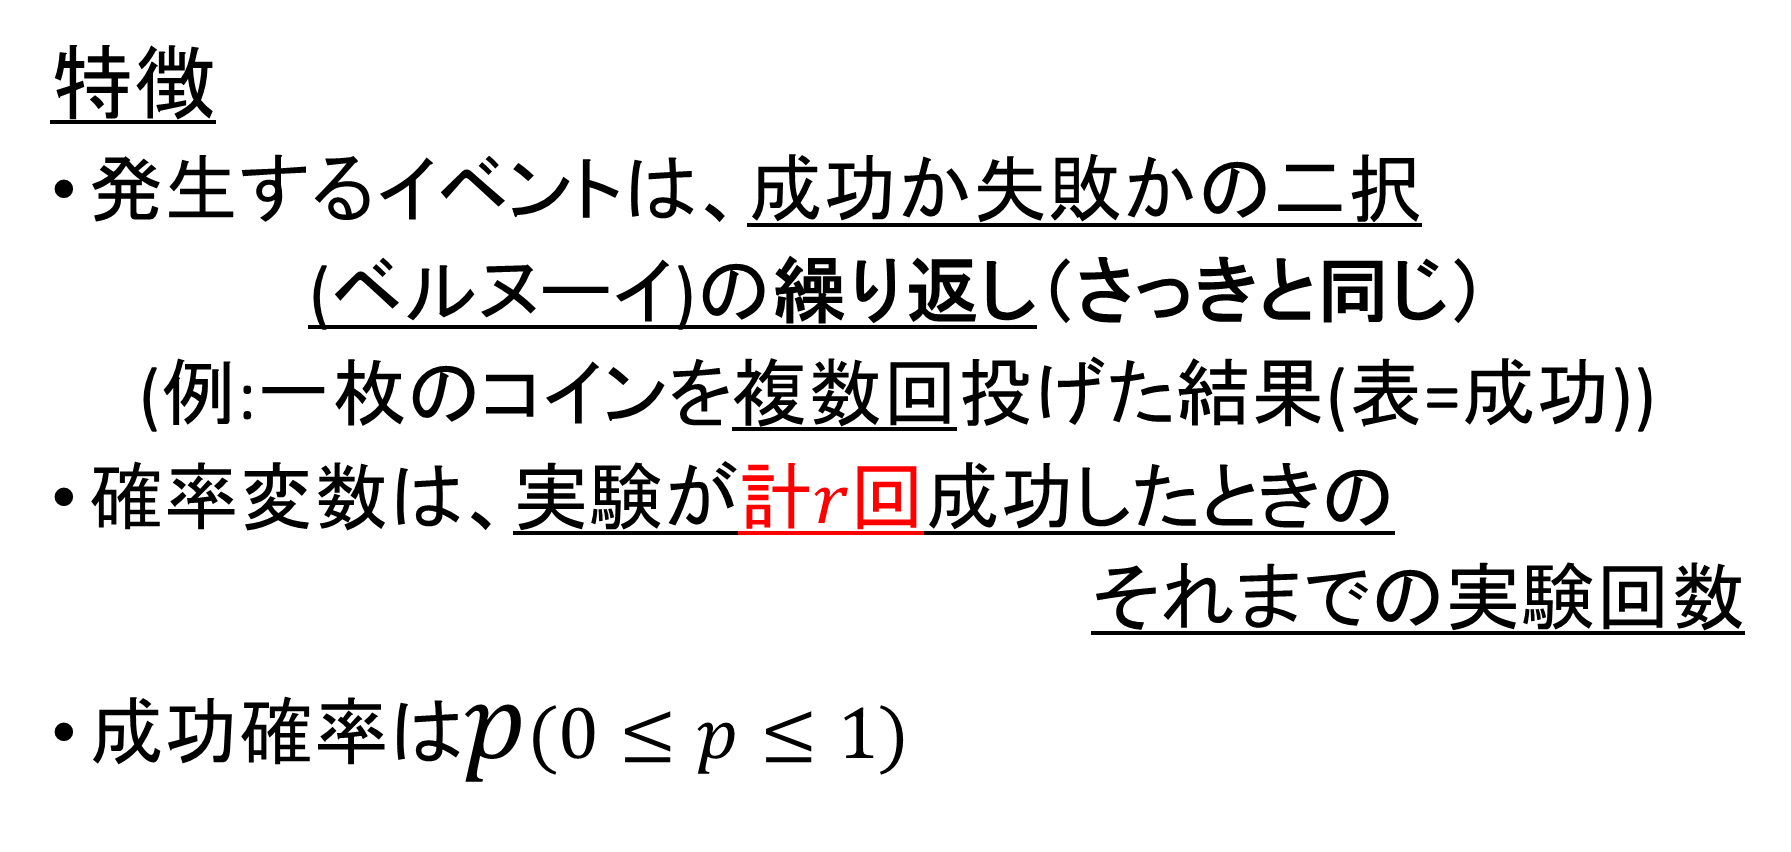 特徴
•発生するイベントは、成功か失敗かの二択
(ベルヌーイ)の繰り返し（さっきと同じ）
(例:一枚のコインを複数回投げた結果(表=成功))
•確率変数は、実験が計r回成功したときの
それまでの実験回数
•成功確率はp(0 ≤ p ≤ 1)